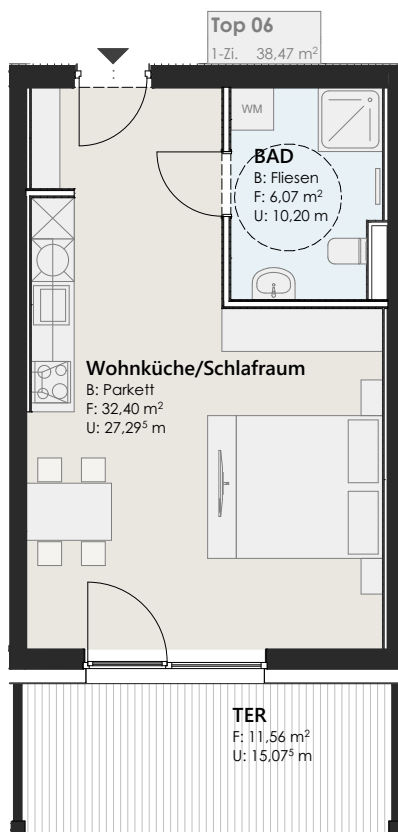 Top 06
1-Zi. 38,47 m²
WM
BAD
B: Fliesen
F: 6,07 m²
U: 10,20 m
Wohnküche/Schlafraum
B: Parkett
F: 32,40 m²
U: 27,29⁵ m
TER
F: 11,56 m²
U: 15,07⁵ m